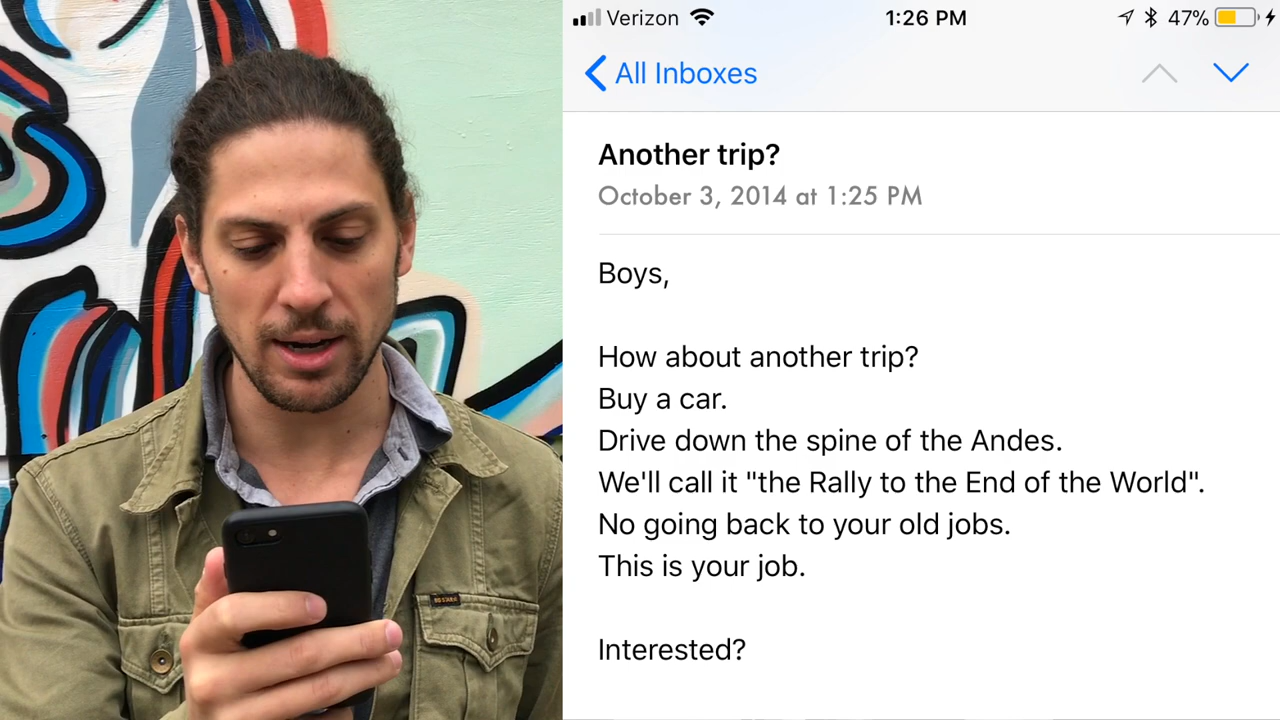 Verizon 1:26 PM 47%
All Inboxes
Another trip?
October 3, 2014 at 1:25 PM
Boys,
How about another trip?
Buy a car.
Drive down the spine of the Andes.
We'll call it "the Rally to the End of the World".
No going back to your old jobs.
This is your job.
Interested?